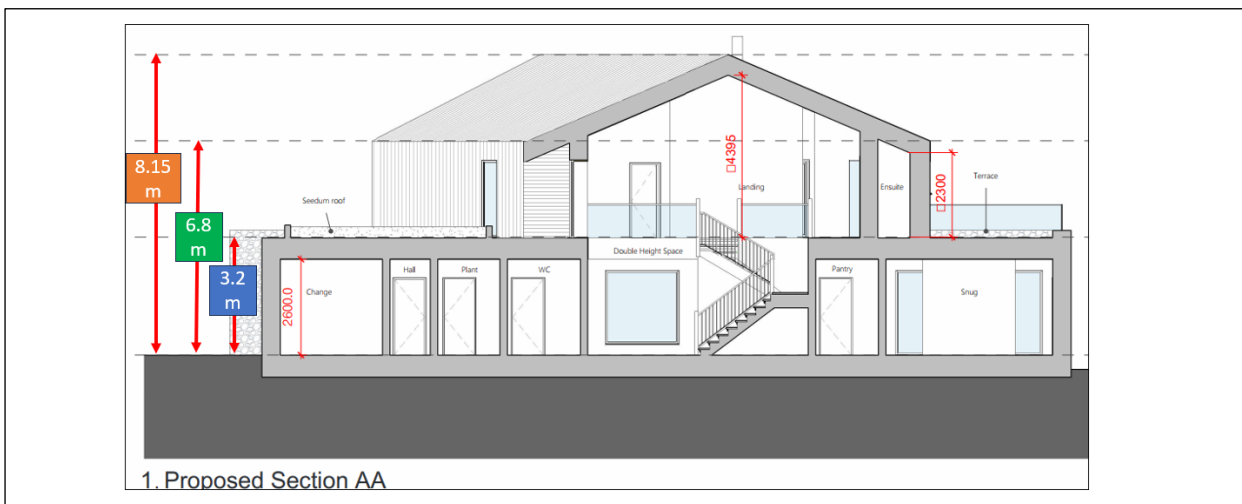 8.15
m
6.8
m
3.2
m
Seedum roof
□4395
Landing
Ensuite
□2300
Terrace
Double Height Space
Change
2600.0
Hall
Plant
WC
Pantry
Snug
1. Proposed Section AA